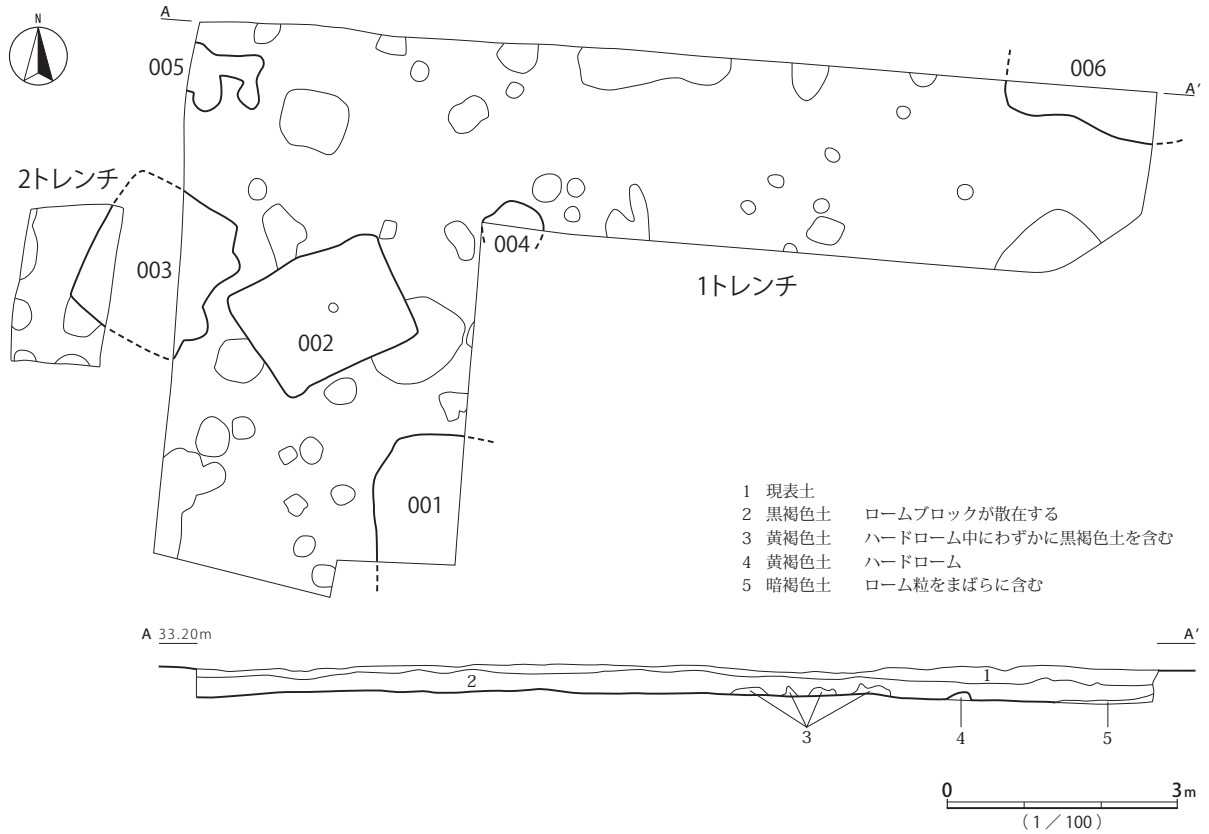 N
A
005
006
A'
2トレンチ
003
004
1トレンチ
002
001
1 現表土
2 黒褐色土 ロームブロックが散在する
3 黄褐色土 ハードローム中にわずかに黒褐色土を含む
4 黄褐色土 ハードローム
5 暗褐色土 ローム粒をまばらに含む
A 33.20m
A'
2
1
3
4
5
0 3m
(1/100)